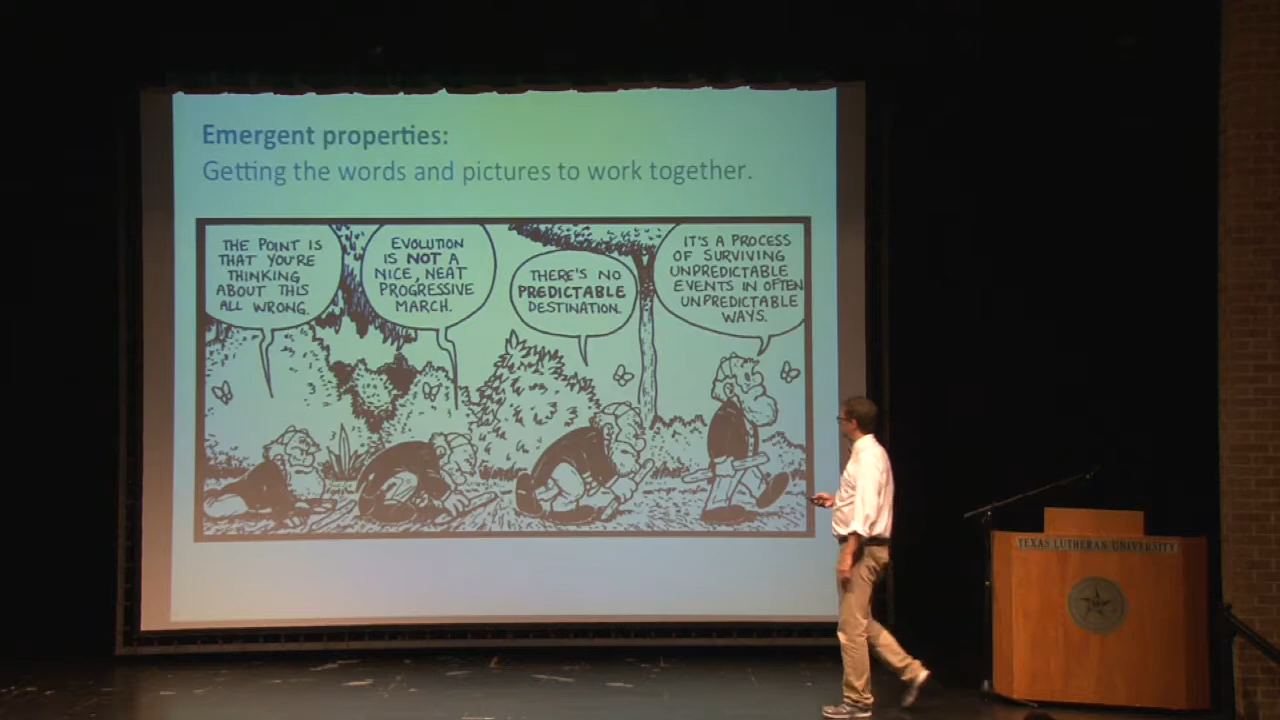 Emergent properties:
Getting the words and pictures to work together.
THE POINT IS
THAT YOU'RE
THINKING
ABOUT THIS
ALL WRONG.
EVOLUTION
IS NOT A
NICE, NEAT
PROGRESSIVE
MARCH.
THERE'S NO
PREDICTABLE
DESTINATION.
IT'S A PROCESS
OF SURVIVING
UNPREDICTABLE
EVENTS IN OFTEN
UNPREDICTABLE
WAYS.
TEXAS LUTHERAN UNIVERSITY